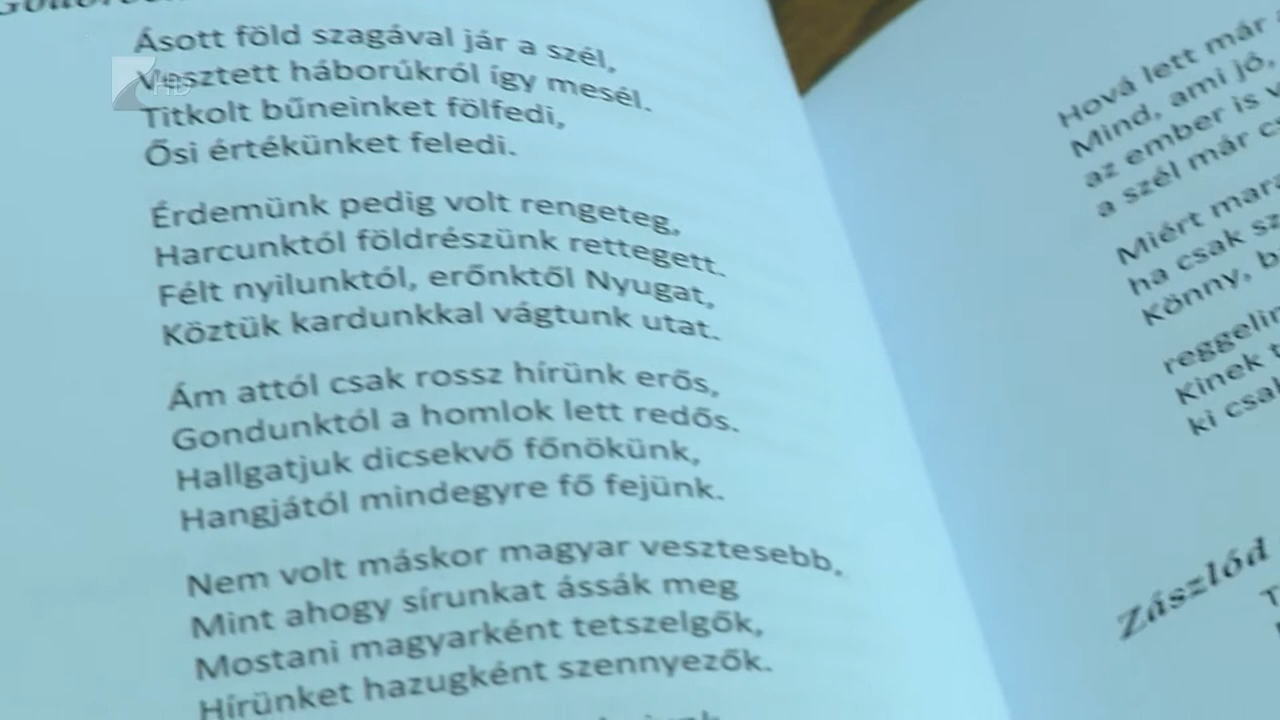 Ásott föld szagával jár a szél,
Vesztett háborúkról így mesél.
Titkolt bűneinket fölfedi,
Ősi értékünket feledi.
Érdemünk pedig volt rengeteg,
Harcunktól földrészünk rettegett.
Félt nyilunktól, erőnktől Nyugat,
Köztük kardunkkal vágtunk utat.
Ám attól csak rossz hírünk erős,
Gondunktól a homlok lett redős.
Hallgatjuk dicsekvő főnökünk,
Hangjától mindegyre fő fejünk.
Nem volt máskor magyar vesztesebb,
Mint ahogy sírunkat ássák meg
Mostani magyarként tetszelgők,
Hírünket hazugként szennyezők.
Hová lett már
Mind, ami jó,
az ember is
a szél már
Miért
ha csak
Könny,
Kinek
ki
Zászlód
HD